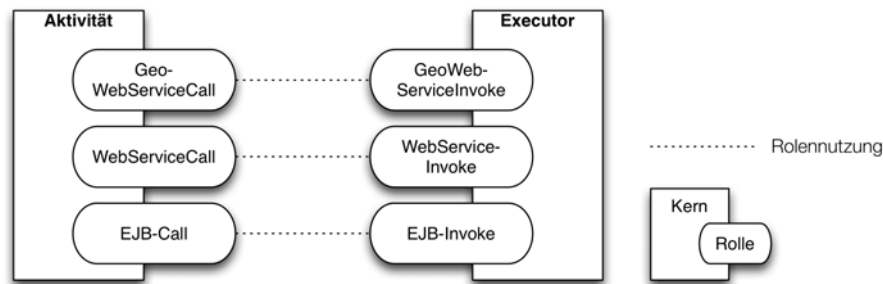 Aktivität
Executor
Geo-
WebServiceCall
GeoWeb-
ServiceInvoke
WebServiceCall
WebService-
Invoke
EJB-Call
EJB-Invoke
Rolennutzung
Kern
Rolle